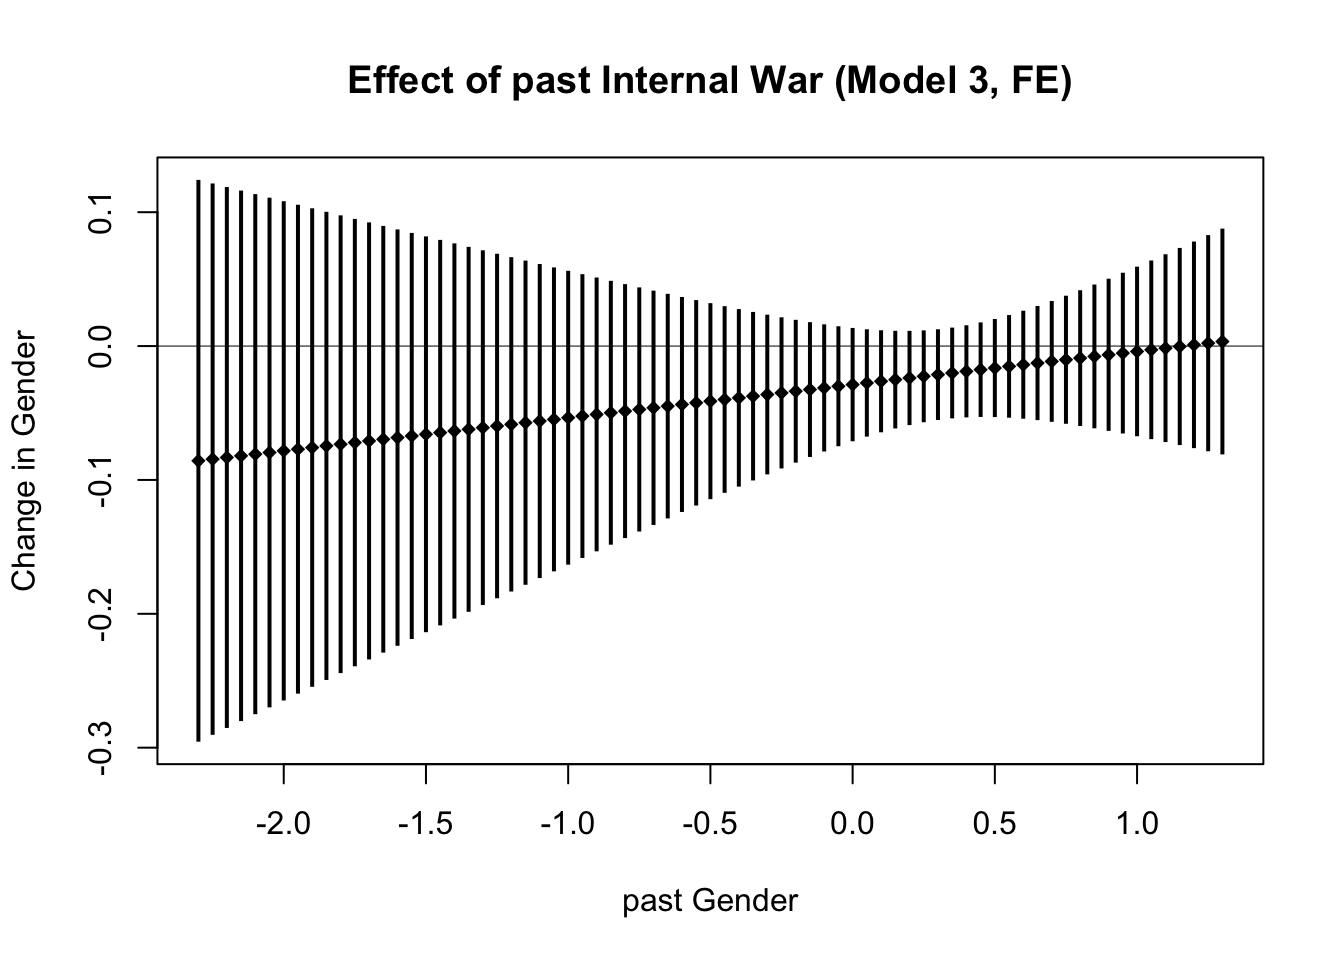 Effect of past Internal War (Model 3, FE)
Change in Gender
0.1
0.0
-0.1
-0.2
-0.3
-2.0 -1.5 -1.0 -0.5 0.0 0.5 1.0
past Gender